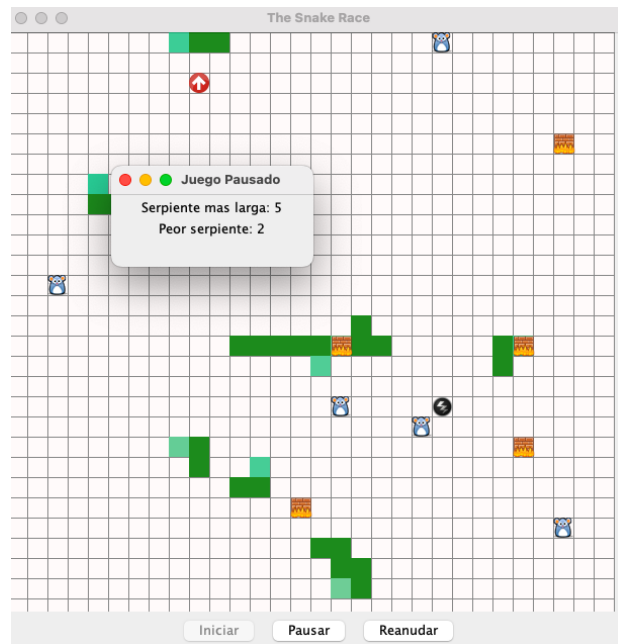 The Snake Race
Juego Pausado
Serpiente mas larga: 5
Peor serpiente: 2
Iniciar
Pausar
Reanudar